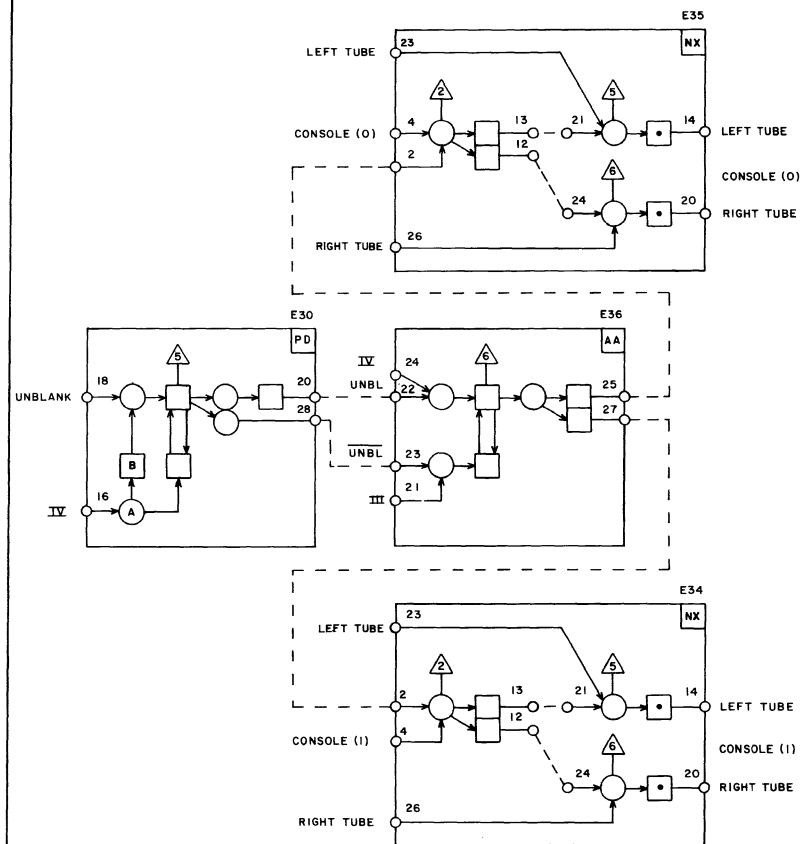 E35
NX
23
LEFT TUBE
2
5
4
13
21
14
CONSOLE (0)
LEFT TUBE
12
2
6
CONSOLE (0)
24
20
RIGHT TUBE
26
RIGHT TUBE
E30
PD
E36
AA
5
IV
24
6
18
20
UNBL
22
25
UNBLANK
28
27
UNBL
23
B
16
21
IV
A
III
E34
NX
23
LEFT TUBE
2
5
2
13
21
14
LEFT TUBE
12
4
CONSOLE (1)
6
CONSOLE (1)
24
20
RIGHT TUBE
26
RIGHT TUBE